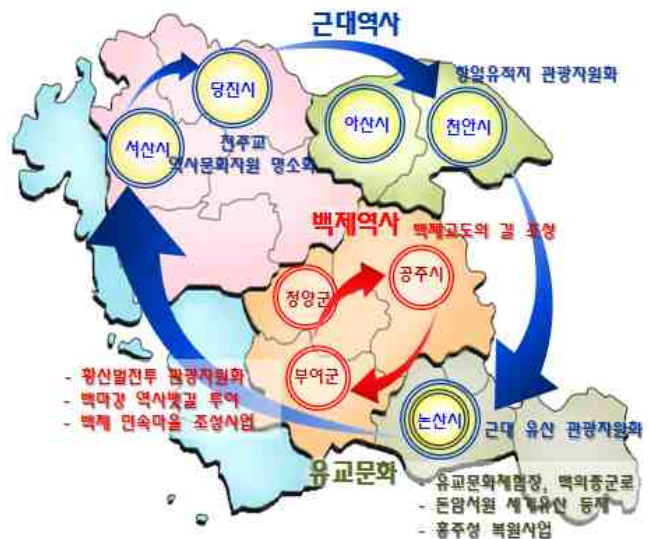 근대역사
항일유적지 관광자원화
당진시
아산시
천안시
서산시
천주교
역사문화자원 명소화
백제역사
백제고도의 길 조성
청양군
공주시
부여군
- 황산벌전투 관광자원화
- 백마강 역사뱃길 투어
- 백제 민속마을 조성사업
논산시
근대 유산 관광자원화
유교문화
- 유교문화체험장, 백의종군로
- 돈암서원 세계유산 등재
- 홍주성 복원사업